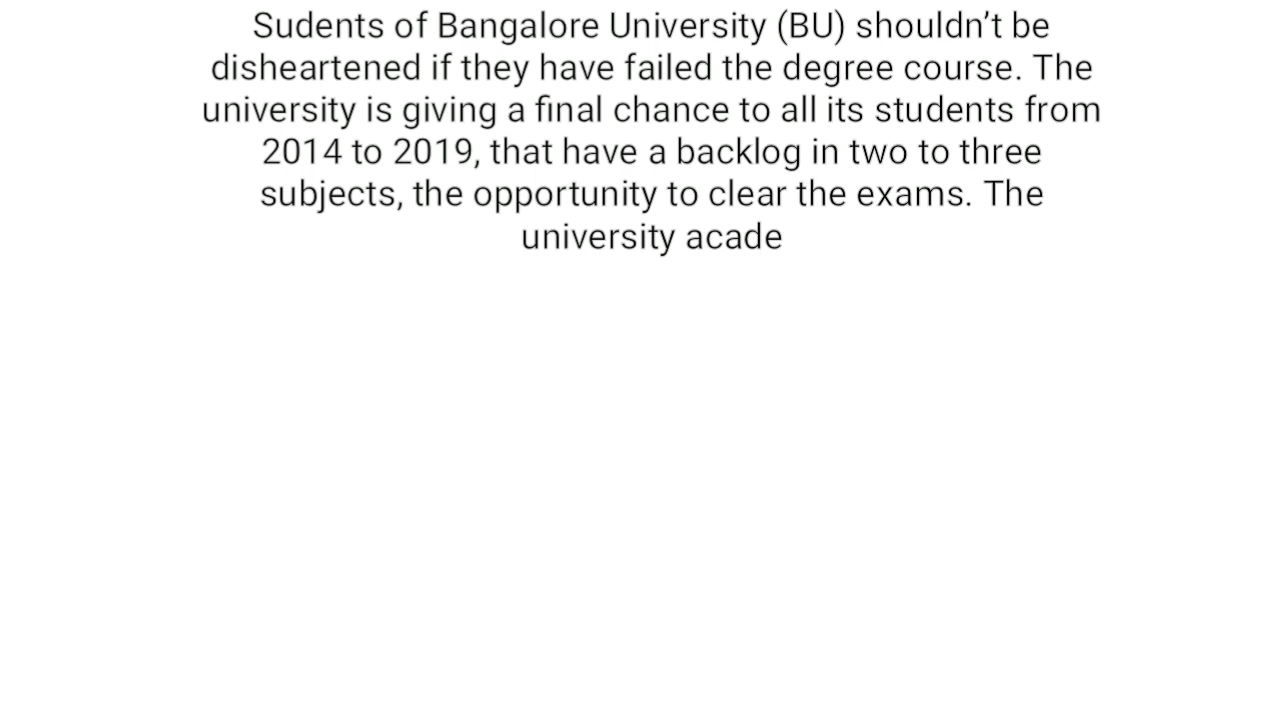 Sudents of Bangalore University (BU) shouldn’t be
disheartened if they have failed the degree course. The
university is giving a final chance to all its students from
2014 to 2019, that have a backlog in two to three
subjects, the opportunity to clear the exams. The
university acade